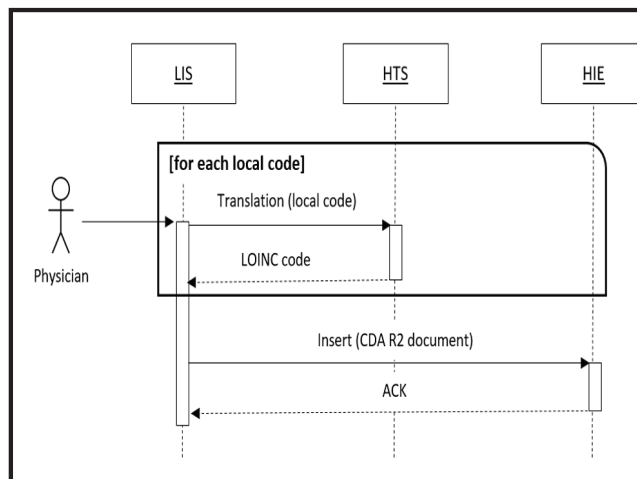 LIS
HTS
HIE
[for each local code]
Translation (local code)
Physician
LOINC code
Insert (CDA R2 document)
ACK